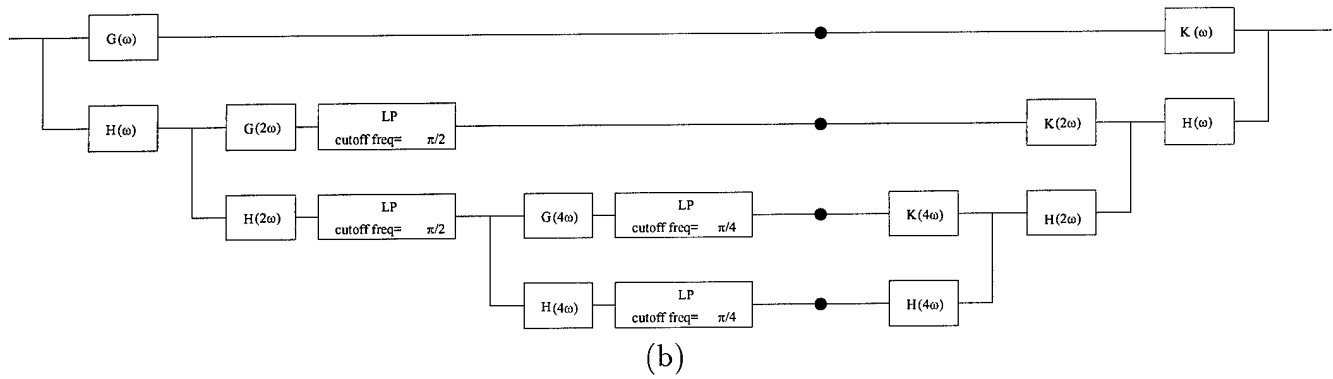 G(ω)
K (ω)
H(ω)
G(2ω)
LP
cutoff freq= π/2
K(2ω)
H(ω)
H(2ω)
LP
cutoff freq= π/2
G(4ω)
LP
cutoff freq= π/4
K(4ω)
H(2ω)
H(4ω)
LP
cutoff freq= π/4
H(4ω)
(b)